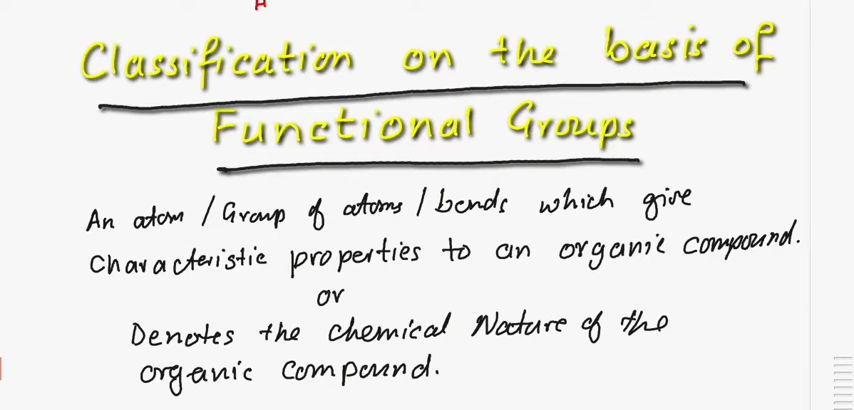 Classification on the basis of
Functional Groups
An atom / Group of atoms / bonds which give
characteristic properties to an organic compound.
or
Denotes the chemical Nature of the
organic compound.